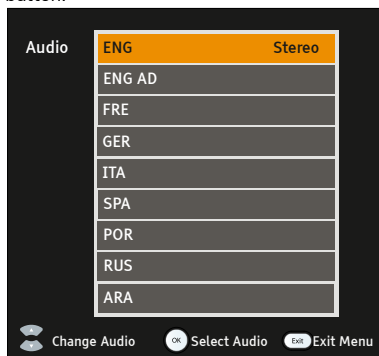 button.
Audio ENG Stereo
ENG AD
FRE
GER
ITA
SPA
POR
RUS
ARA
Change Audio OK Select Audio Exit Exit Menu